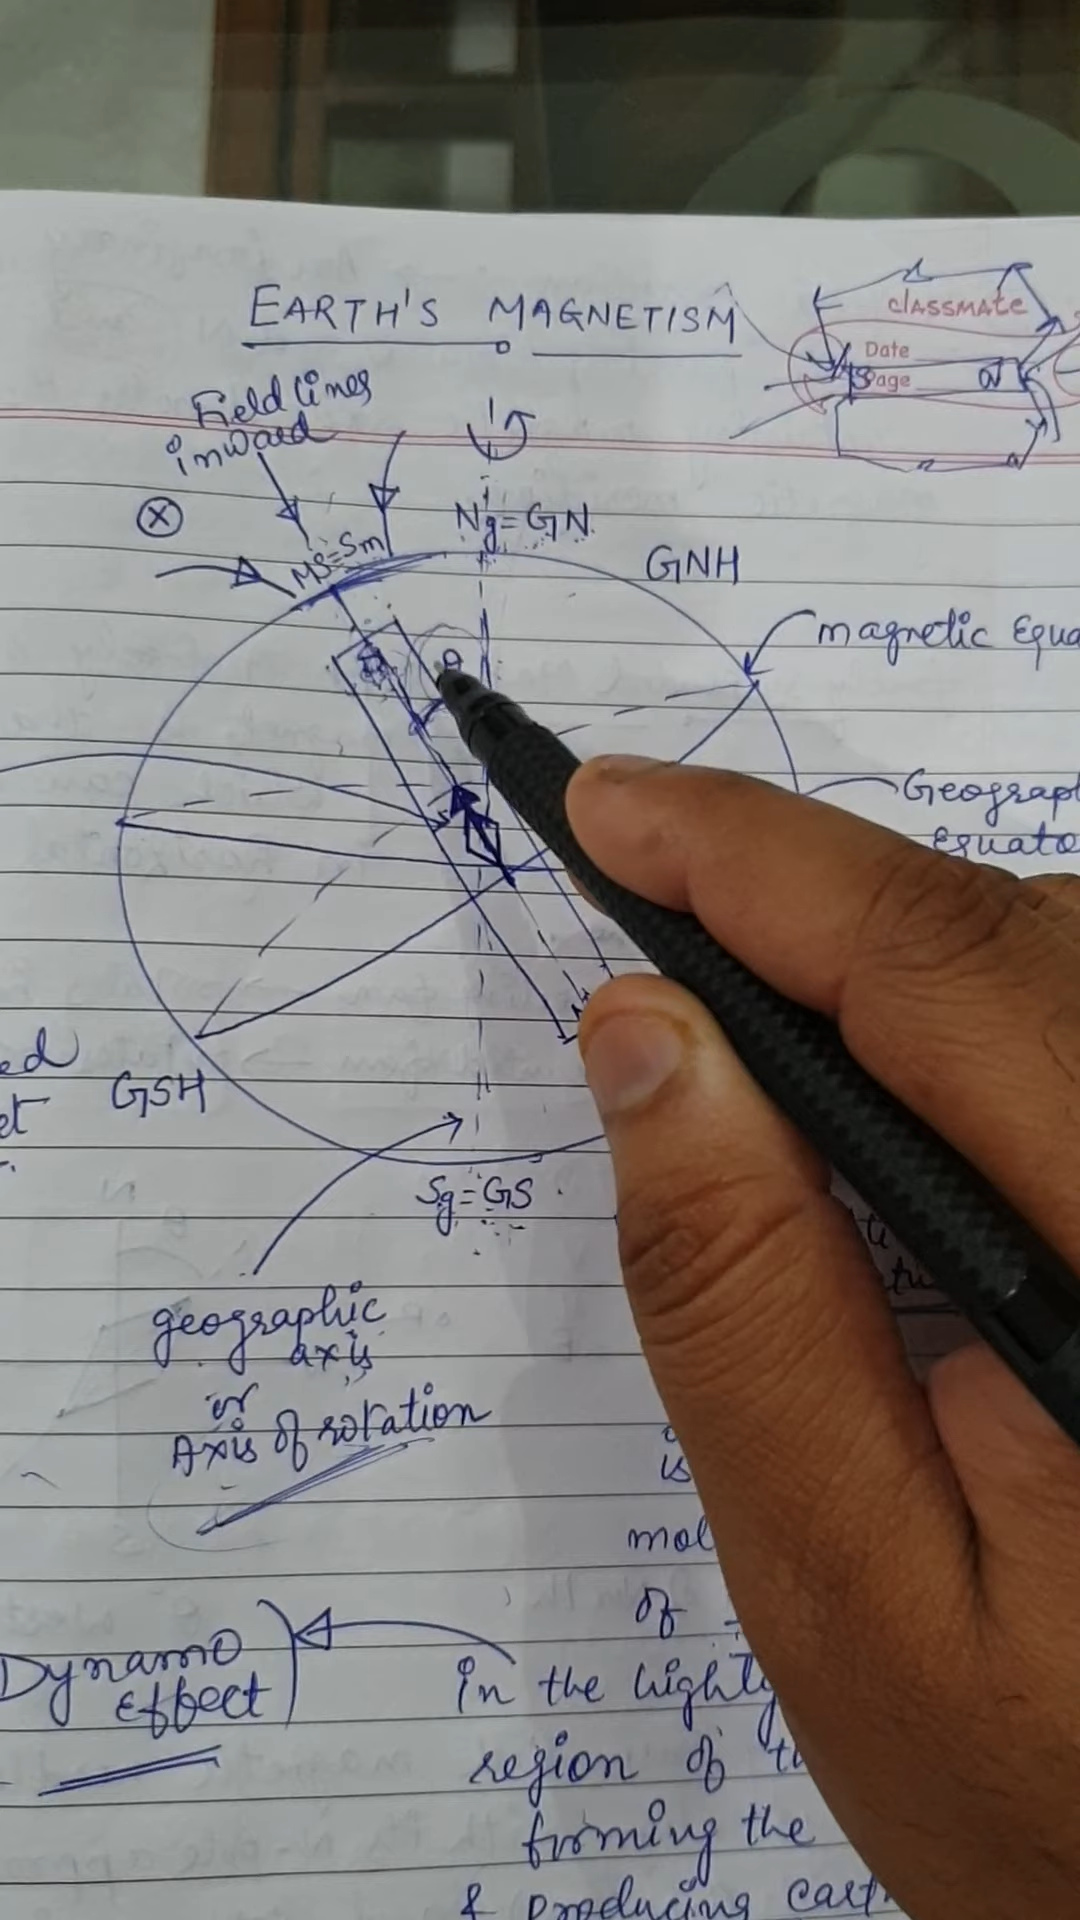 EARTH'S MAGNETISM
classmate
Date
Page
Field lines
inward
Ng=GN
MS=Sm
GNH
magnetic Equa
Geograp
Equato
θ
GSH
Sg=GS
geographic
axis
or
Axis of rotation
is
mol
of
Dynamo
Effect
in the highly
region of
forming the
& producing eart